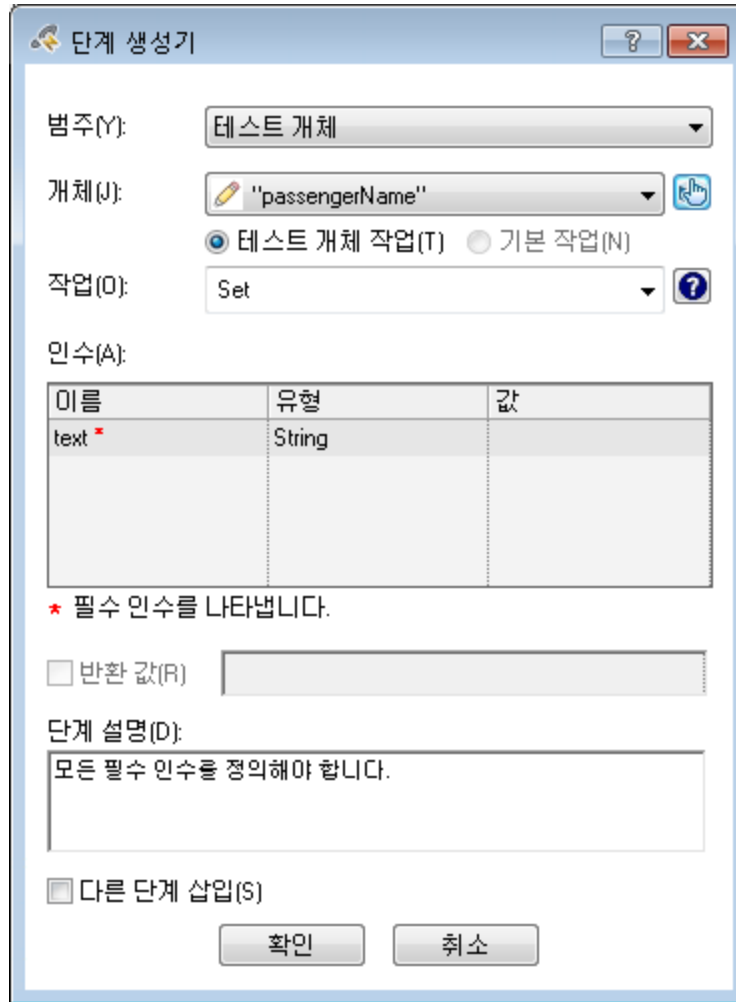 단계 생성기
범주(Y): 테스트 개체
개체(J): "passengerName"
테스트 개체 작업(T) 기본 작업(N)
작업(O): Set
인수(A):
이름 유형 값
text * String
* 필수 인수를 나타냅니다.
반환 값(R)
단계 설명(D):
모든 필수 인수를 정의해야 합니다.
다른 단계 삽입(S)
확인 취소